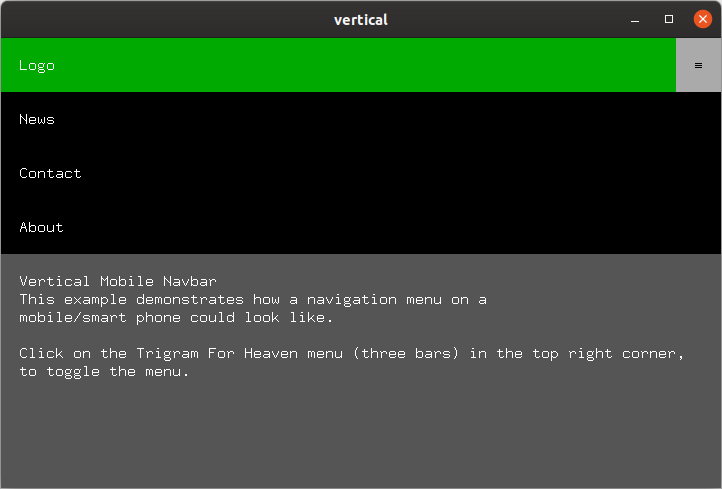 vertical
Logo ≡
News
Contact
About
Vertical Mobile Navbar
This example demonstrates how a navigation menu on a
mobile/smart phone could look like.
Click on the Trigram For Heaven menu (three bars) in the top right corner,
to toggle the menu.